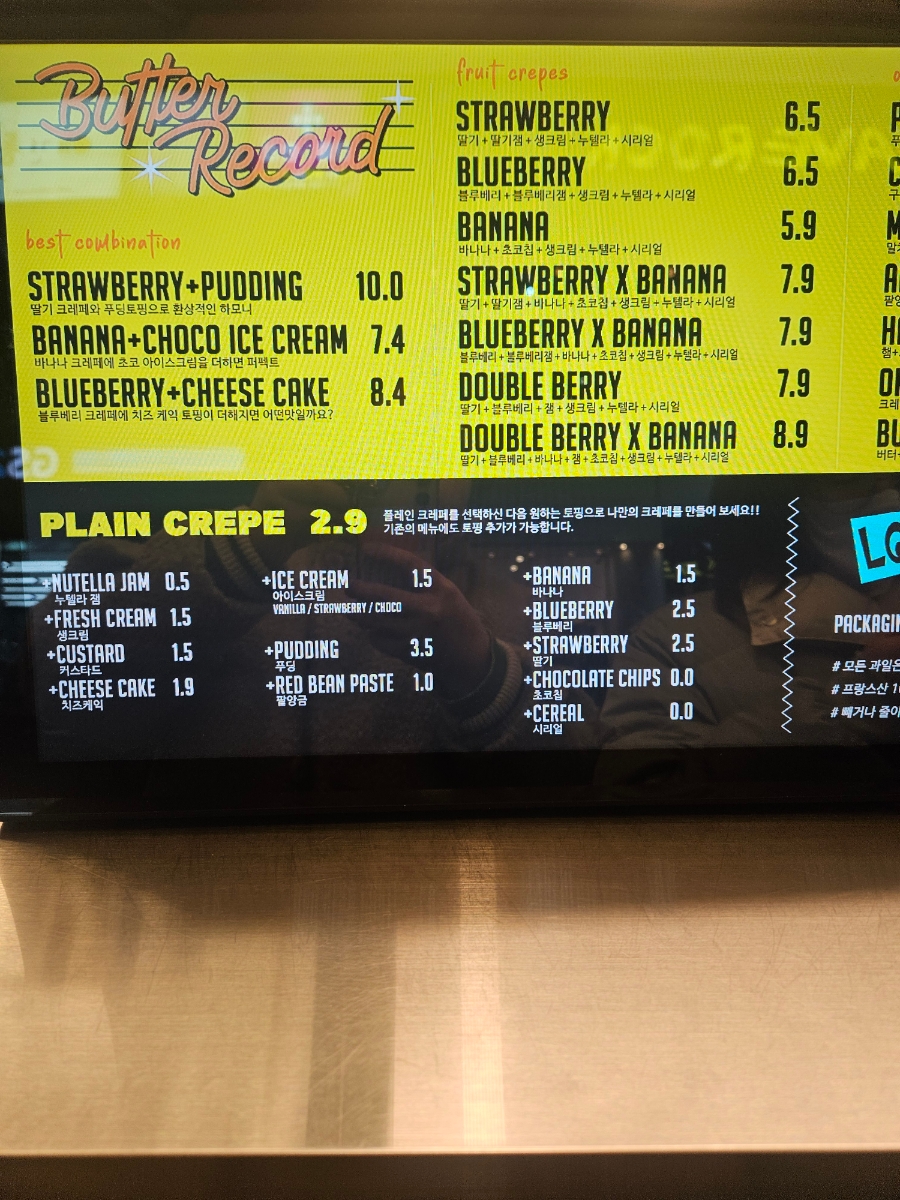 Butter
Record
best combination
STRAWBERRY+PUDDING 10.0
딸기 크레페와 푸딩토핑으로 환상적인 하모니
BANANA+CHOCO ICE CREAM 7.4
바나나 크레페에 초코 아이스크림을 더하면 퍼펙트
BLUEBERRY+CHEESE CAKE 8.4
블루베리 크레페에 치즈 케익 토핑이 더해지면 어떤맛일까요?
fruit crepes
STRAWBERRY 6.5
딸기 + 딸기잼 + 생크림 + 누텔라 + 시리얼
BLUEBERRY 6.5
블루베리 + 블루베리잼 + 생크림 + 누텔라 + 시리얼
BANANA 5.9
바나나 + 초코칩 + 생크림 + 누텔라 + 시리얼
STRAWBERRY X BANANA 7.9
딸기 + 딸기잼 + 바나나 + 초코칩 + 생크림 + 누텔라 + 시리얼
BLUEBERRY X BANANA 7.9
블루베리 + 블루베리잼 + 바나나 + 초코칩 + 생크림 + 누텔라 + 시리얼
DOUBLE BERRY 7.9
딸기 + 블루베리 + 잼 + 생크림 + 누텔라 + 시리얼
DOUBLE BERRY X BANANA 8.9
딸기 + 블루베리 + 바나나 + 잼 + 초코칩 + 생크림 + 누텔라 + 시리얼
PLAIN CREPE 2.9
플레인 크레페를 선택하신 다음 원하는 토핑으로 나만의 크레페를 만들어 보세요!!
기존의 메뉴에도 토핑 추가가 가능합니다.
+NUTELLA JAM 0.5
누텔라 잼
+FRESH CREAM 1.5
생크림
+CUSTARD 1.5
커스타드
+CHEESE CAKE 1.9
치즈케익
+ICE CREAM 1.5
아이스크림
VANILLA / STRAWBERRY / CHOCO
+PUDDING 3.5
푸딩
+RED BEAN PASTE 1.0
팥앙금
+BANANA 1.5
바나나
+BLUEBERRY 2.5
블루베리
+STRAWBERRY 2.5
딸기
+CHOCOLATE CHIPS 0.0
초코칩
+CEREAL 0.0
시리얼
# 모든 과일은
# 프랑스산
# 빼거나